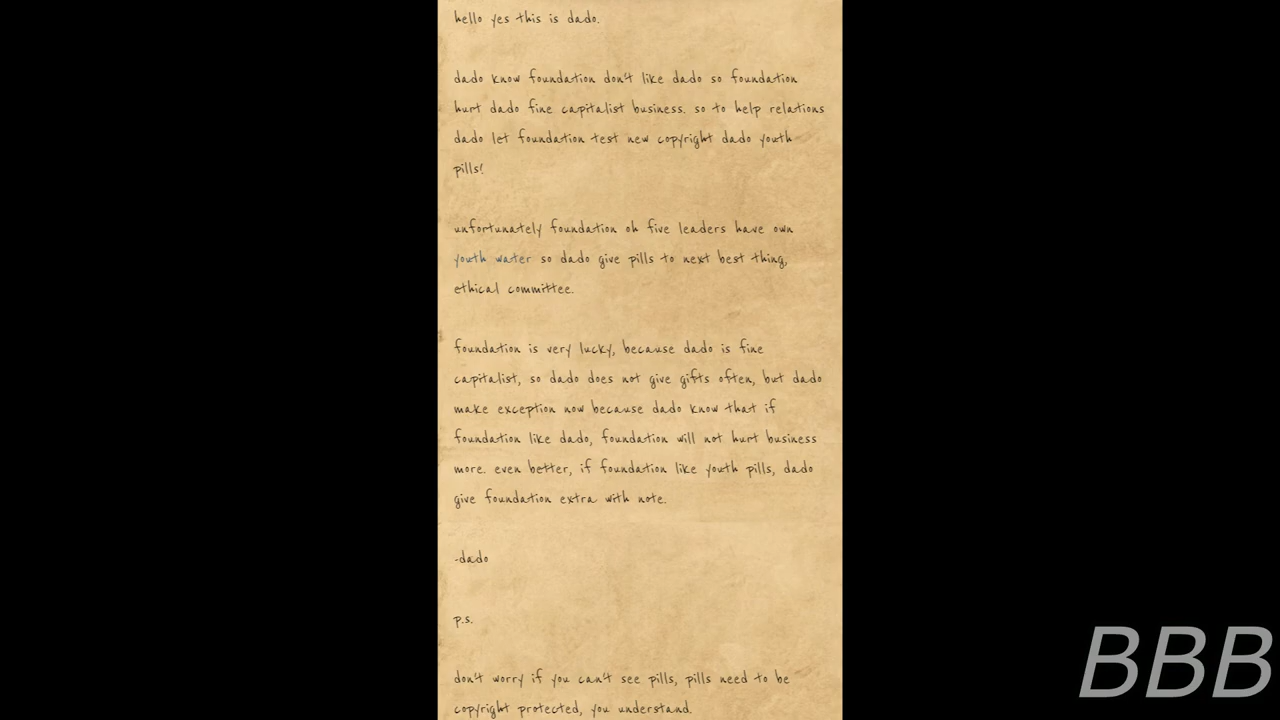 hello yes this is dado.
dado know foundation don't like dado so foundation
hurt dado fine capitalist business. so to help relations
dado let foundation test new copyright dado youth
pills!
unfortunately foundation oh five leaders have own
youth water so dado give pills to next best thing,
ethical committee.
foundation is very lucky, because dado is fine
capitalist, so dado does not give gifts often, but dado
make exception now because dado know that if
foundation like dado, foundation will not hurt business
more. even better, if foundation like youth pills, dado
give foundation extra with note.
-dado
p.s.
don't worry if you can't see pills, pills need to be
copyright protected, you understand.
BBB